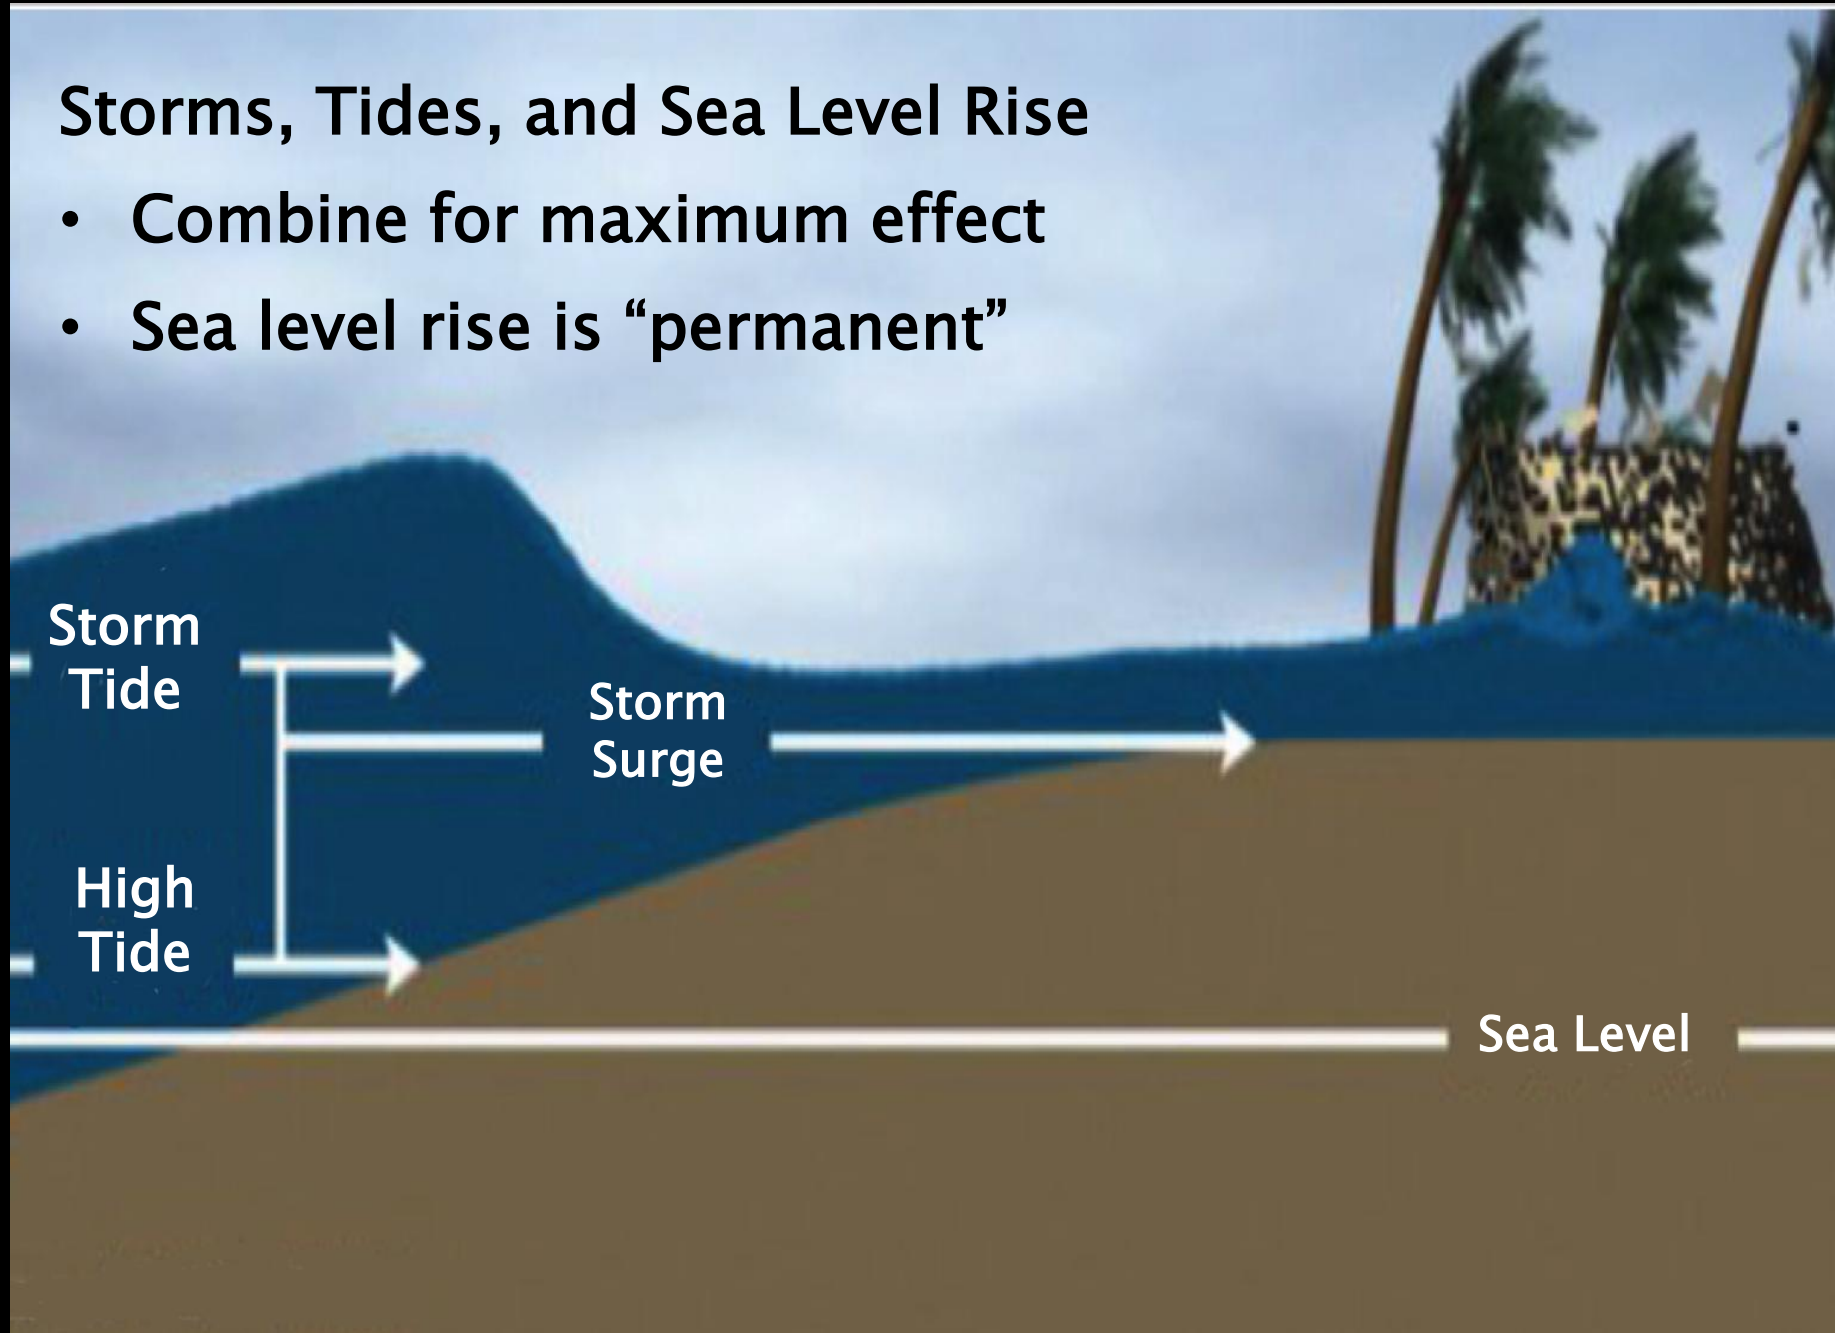 Storms, Tides, and Sea Level Rise
• Combine for maximum effect
• Sea level rise is “permanent”
Storm
Tide
Storm
Surge
High
Tide
Sea Level